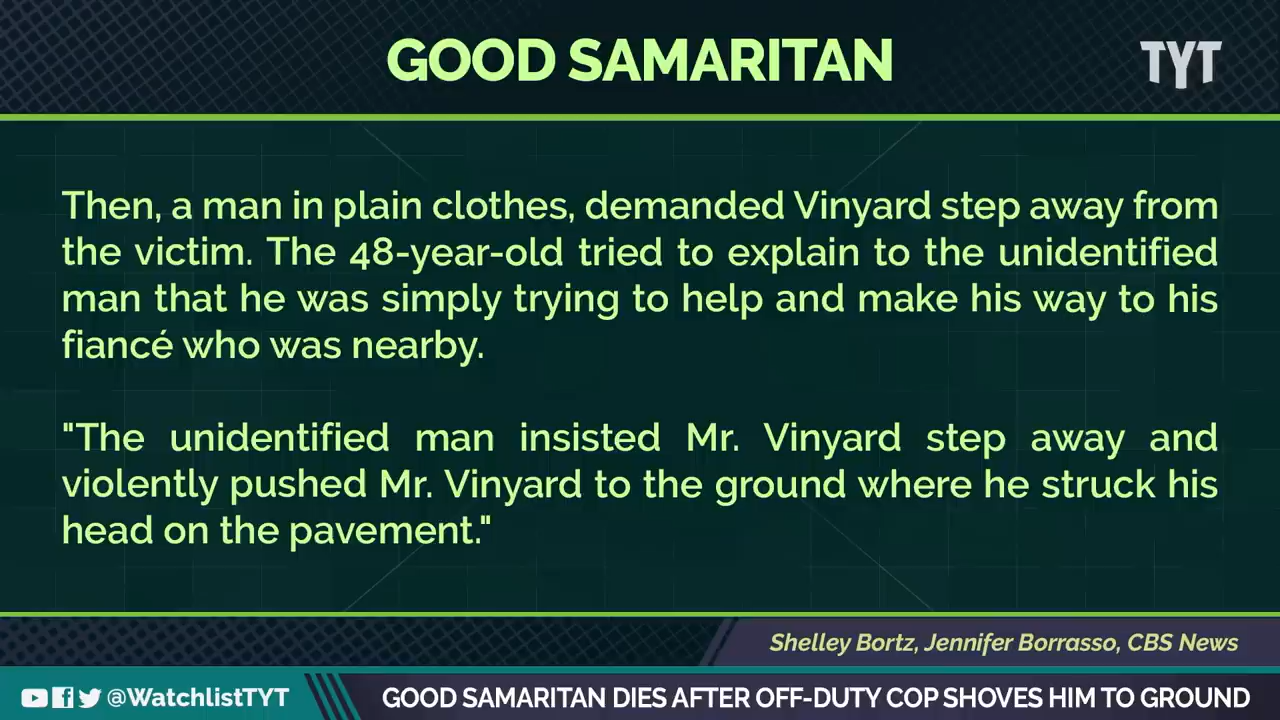 GOOD SAMARITAN
TYT
Then, a man in plain clothes, demanded Vinyard step away from
the victim. The 48-year-old tried to explain to the unidentified
man that he was simply trying to help and make his way to his
fiancé who was nearby.
"The unidentified man insisted Mr. Vinyard step away and
violently pushed Mr. Vinyard to the ground where he struck his
head on the pavement."
Shelley Bortz, Jennifer Borrasso, CBS News
@WatchlistTYT
GOOD SAMARITAN DIES AFTER OFF-DUTY COP SHOVES HIM TO GROUND